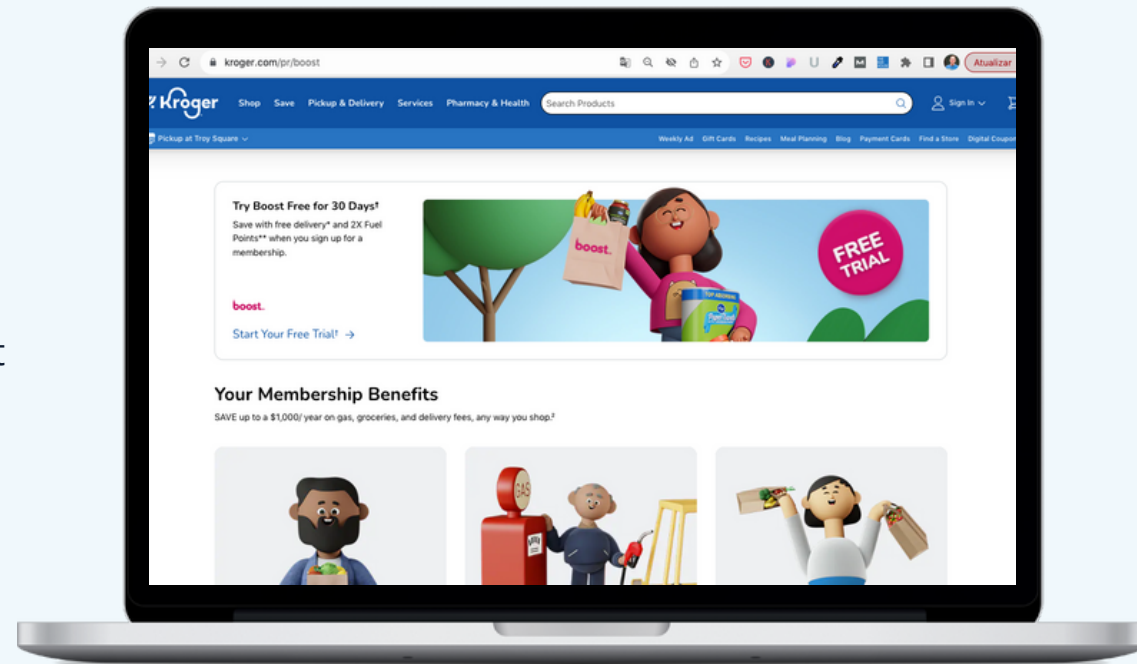 kroger.com/pr/boost
Atualizar
Kroger
Shop Save Pickup & Delivery Services Pharmacy & Health Search Products Sign In
Pickup at Troy Square
Weekly Ad Gift Cards Recipes Meal Planning Blog Payment Cards Find a Store Digital Coupon
Try Boost Free for 30 Days†
Save with free delivery* and 2X Fuel
Points** when you sign up for a
membership.
boost.
Start Your Free Trial† →
boost.
FREE
TRIAL
Your Membership Benefits
SAVE up to a $1,000/ year on gas, groceries, and delivery fees, any way you shop.²
GAS
t